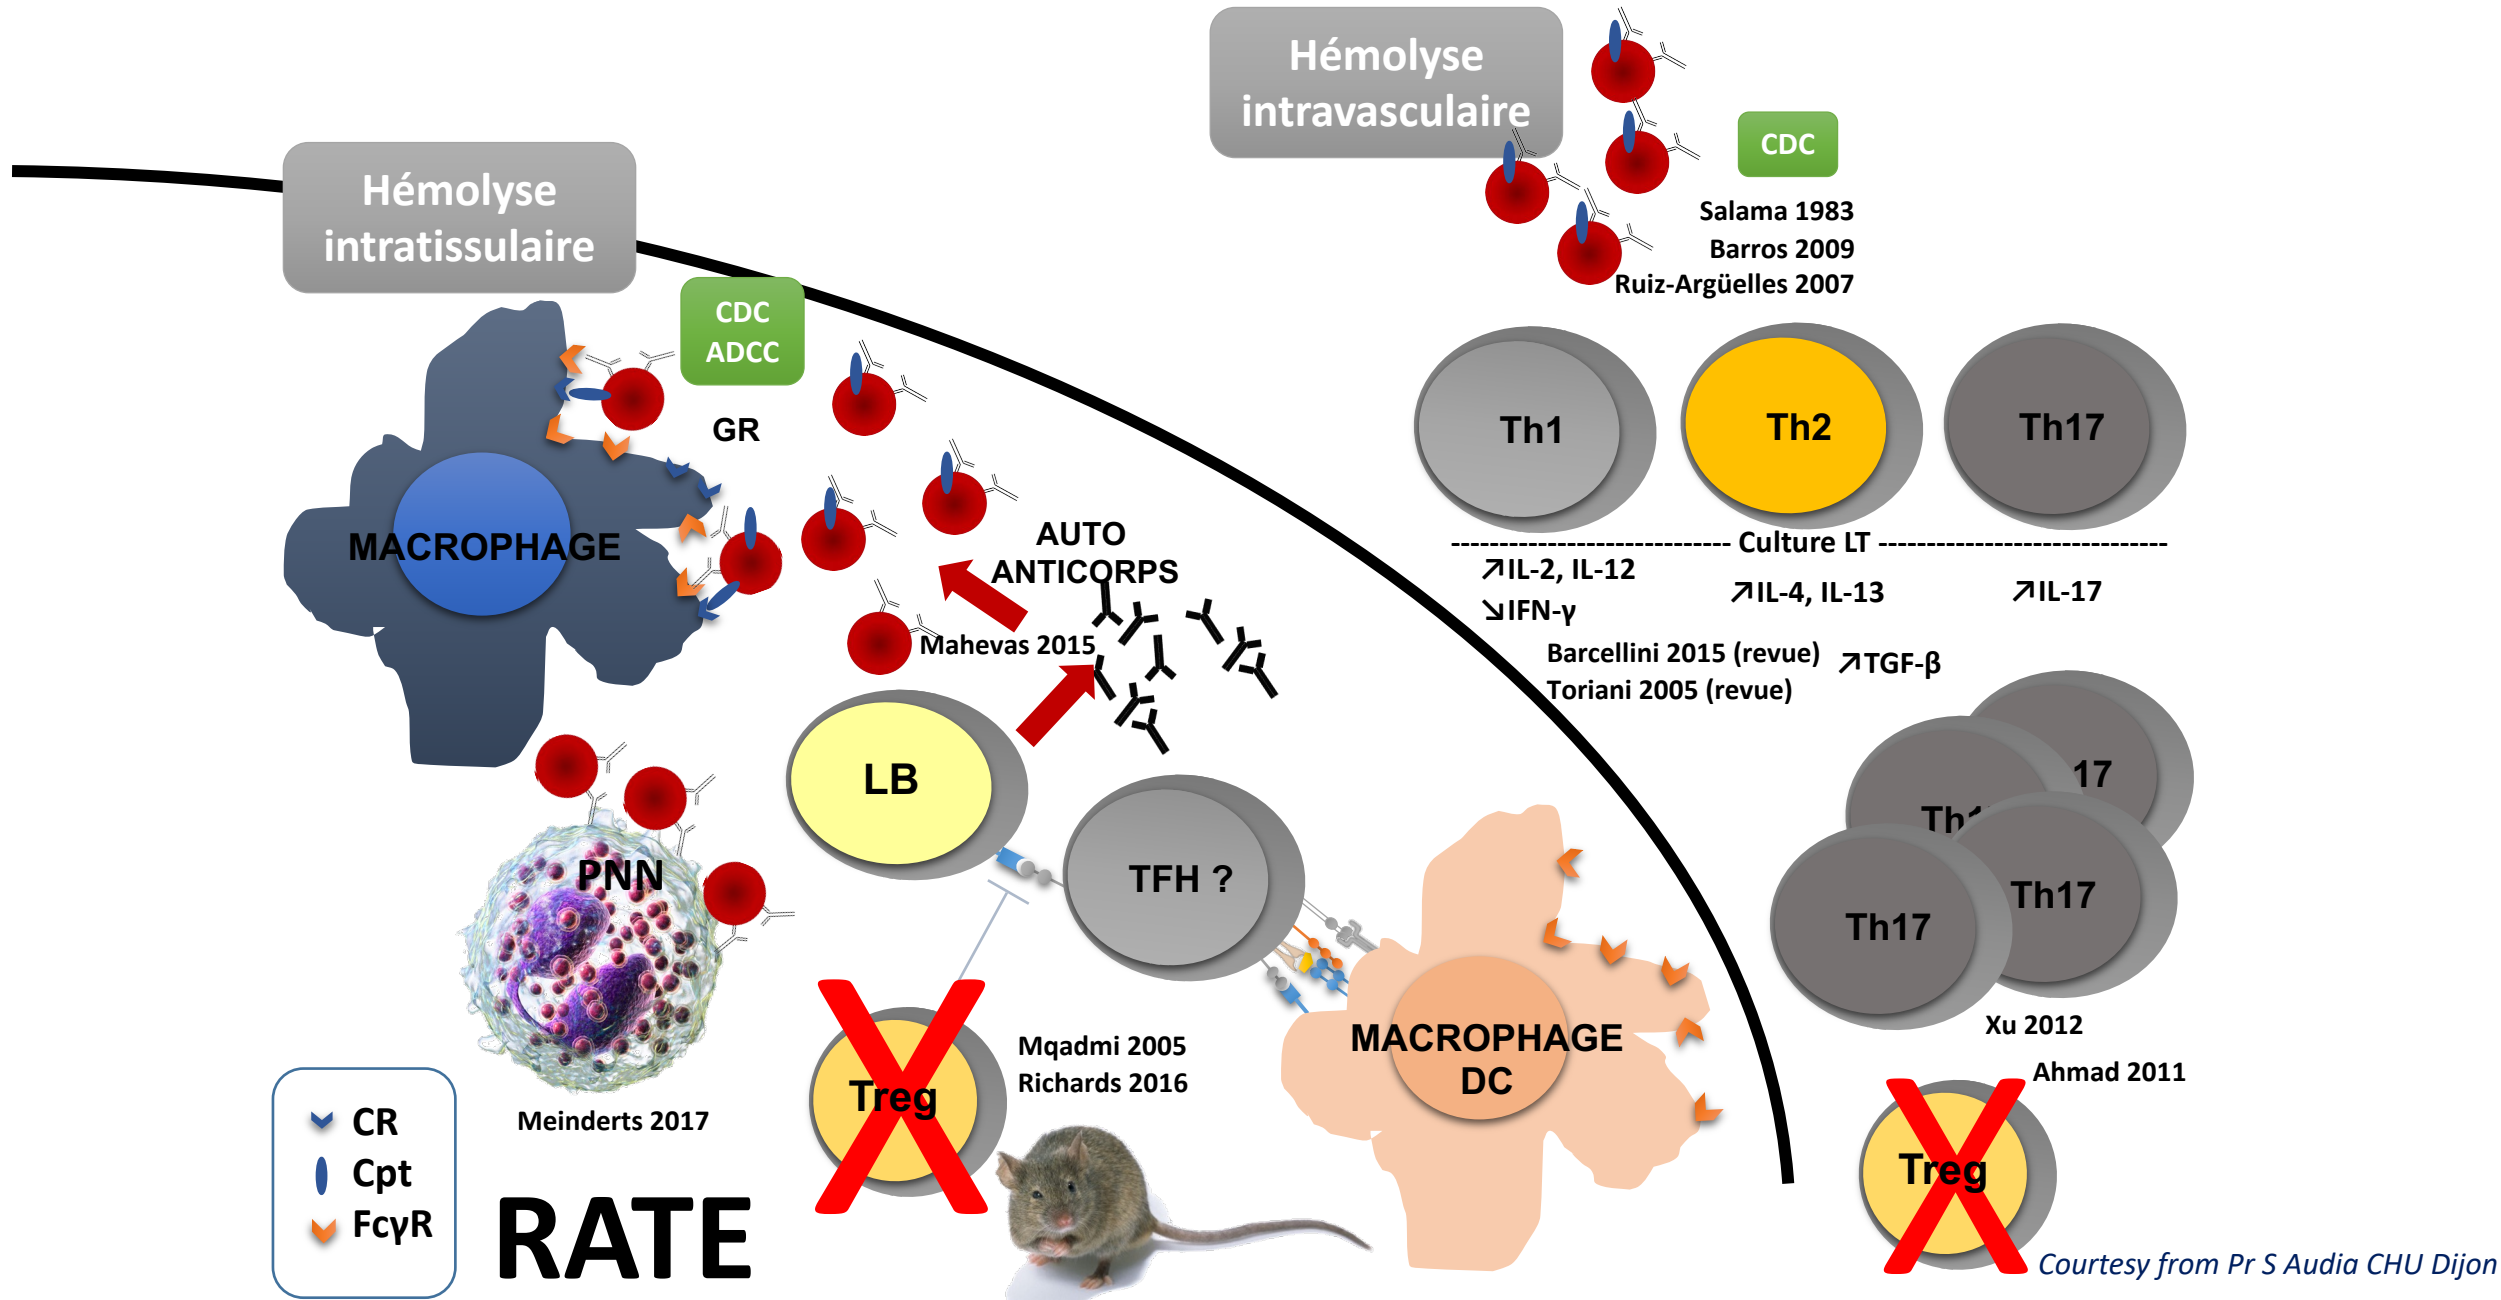 Hémolyse
intravasculaire
CDC
Salama 1983
Barros 2009
Ruiz-Argüelles 2007
Hémolyse
intratissulaire
CDC
ADCC
GR
MACROPHAGE
AUTO
ANTICORPS
Mahevas 2015
LB
TFH ?
PNN
Meinderts 2017
Treg
Mqadmi 2005
Richards 2016
MACROPHAGE
DC
CR
Cpt
FcγR
RATE
Th1
Th2
Th17
----------------------------- Culture LT ------------------------------
↗IL-2, IL-12
↘IFN-γ
↗IL-4, IL-13
↗IL-17
Barcellini 2015 (revue)
Toriani 2005 (revue)
↗TGF-β
17
Th17
Th17
Xu 2012
Ahmad 2011
Treg
Courtesy from Pr S Audia CHU Dijon